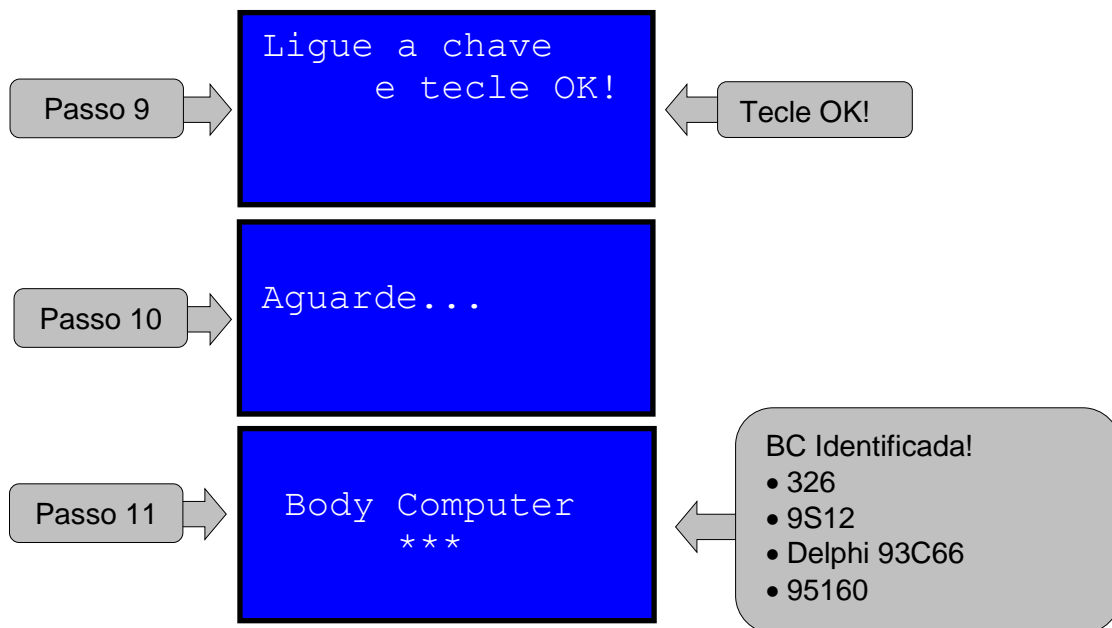 Passo 9
Ligue a chave
e tecle OK!
Tecle OK!
Passo 10
Aguarde...
Passo 11
Body Computer
***
BC Identificada!
• 326
• 9S12
• Delphi 93C66
• 95160